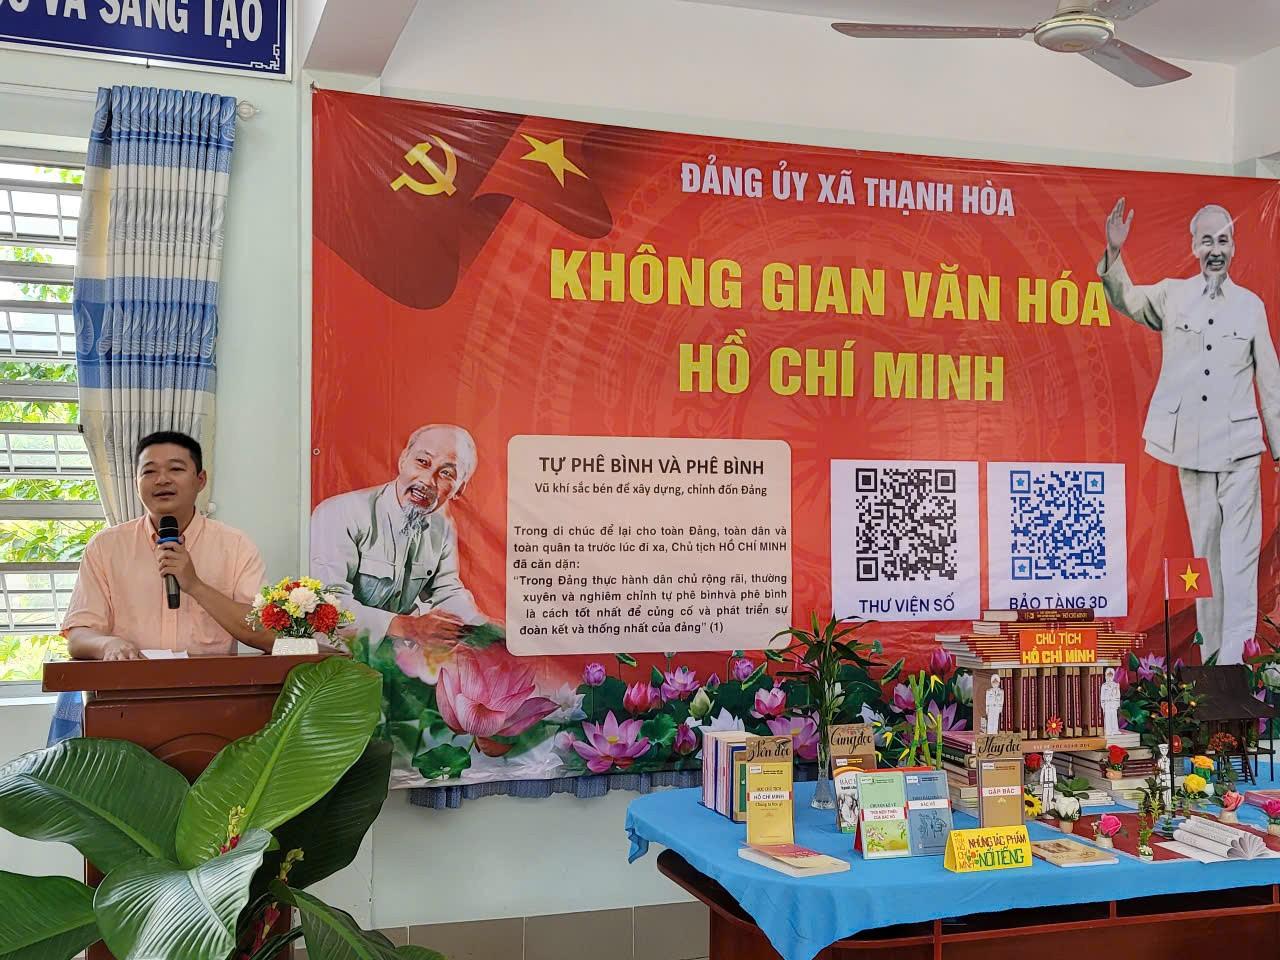 VÀ SÁNG TẠO
ĐẢNG ỦY XÃ THẠNH HÒA
KHÔNG GIAN VĂN HÓA
HỒ CHÍ MINH
TỰ PHÊ BÌNH VÀ PHÊ BÌNH
Vũ khí sắc bén để xây dựng, chỉnh đốn Đảng
Trong di chúc để lại cho toàn Đảng, toàn dân và
toàn quân ta trước lúc đi xa, Chủ tịch HỒ CHÍ MINH
đã căn dặn:
“Trong Đảng thực hành dân chủ rộng rãi, thường
xuyên và nghiêm chỉnh tự phê bìnhvà phê bình
là cách tốt nhất để củng cố và phát triển sự
đoàn kết và thống nhất của đảng” (1)
THƯ VIỆN SỐ
BẢO TÀNG 3D
CHỦ TỊCH
HỒ CHÍ MINH
Nên đọc
Cùng đọc
Hãy đọc
HỒ CHÍ MINH
GẶP BÁC
NHỮNG TÁC PHẨM
NỔI TIẾNG